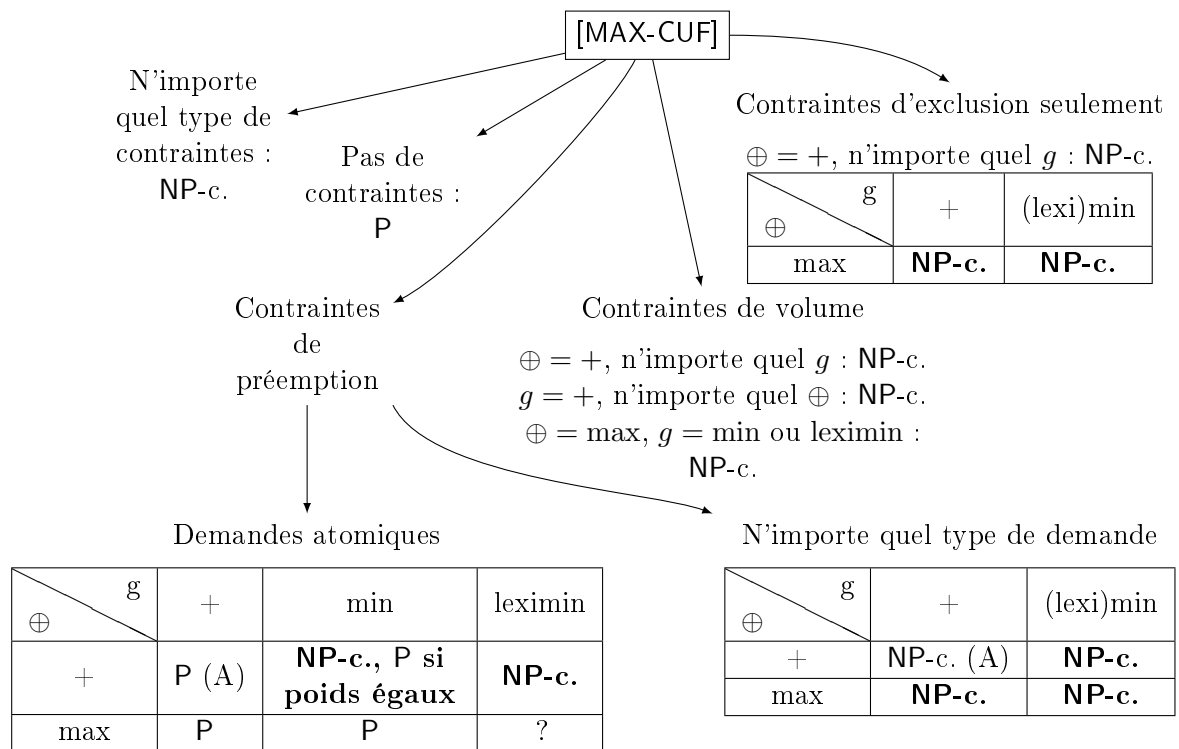 [MAX-CUF]
N'importe
quel type de
contraintes :
NP-c.
Pas de
contraintes :
P
Contraintes d'exclusion seulement
⊕ = +, n'importe quel g : NP-c.
g
⊕
+
(lexi)min
max
NP-c.
NP-c.
Contraintes
de
préemption
Contraintes de volume
⊕ = +, n'importe quel g : NP-c.
g = +, n'importe quel ⊕ : NP-c.
⊕ = max, g = min ou leximin :
NP-c.
Demandes atomiques
g
⊕
+
min
leximin
+
P (A)
NP-c., P si
poids égaux
NP-c.
max
P
P
?
N'importe quel type de demande
g
⊕
+
(lexi)min
+
NP-c. (A)
NP-c.
max
NP-c.
NP-c.